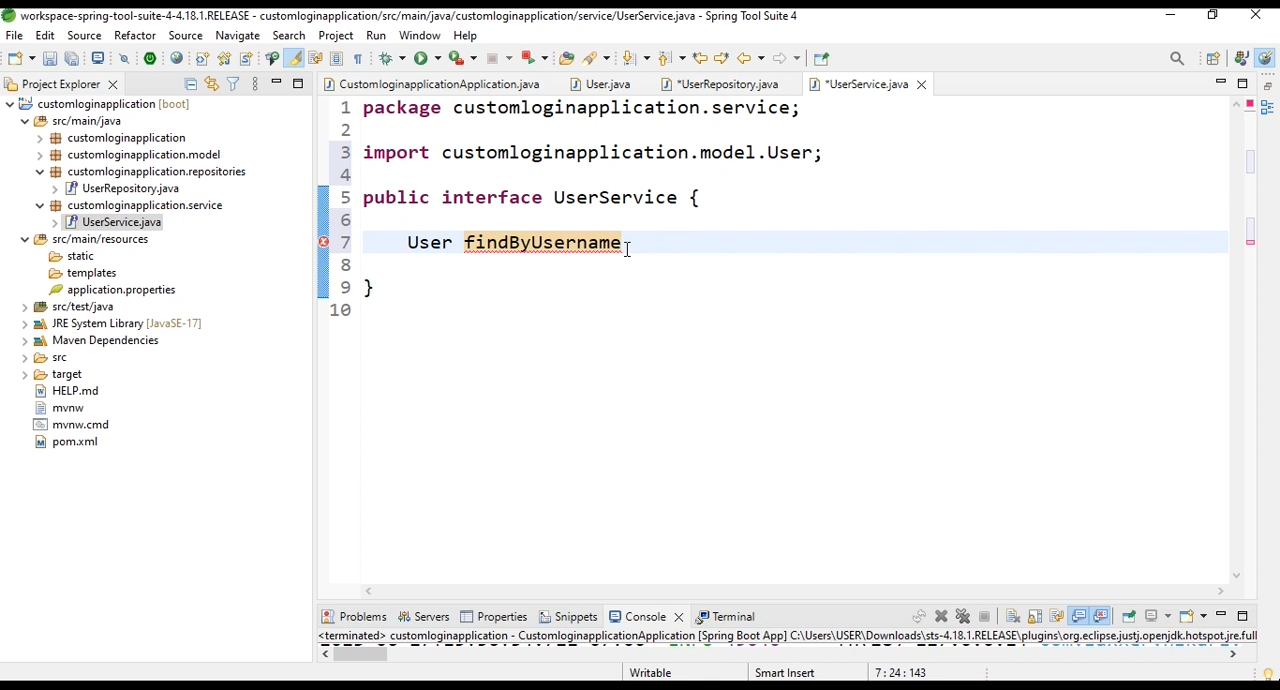 workspace-spring-tool-suite-4-4.18.1.RELEASE - customloginapplication/src/main/java/customloginapplication/service/UserService.java - Spring Tool Suite 4
File Edit Source Refactor Source Navigate Search Project Run Window Help
Project Explorer
CustomloginapplicationApplication.java User.java *UserRepository.java *UserService.java
customloginapplication [boot]
src/main/java
customloginapplication
customloginapplication.model
customloginapplication.repositories
UserRepository.java
customloginapplication.service
UserService.java
src/main/resources
static
templates
application.properties
src/test/java
JRE System Library [JavaSE-17]
Maven Dependencies
src
target
HELP.md
mvnw
mvnw.cmd
pom.xml
1 package customloginapplication.service;
2
3 import customloginapplication.model.User;
4
5 public interface UserService {
6
7 User findByUsername
8
9 }
10
Problems Servers Properties Snippets Console Terminal
<terminated> customloginapplication - CustomloginapplicationApplication [Spring Boot App] C:\Users\USER\Downloads\sts-4.18.1.RELEASE\plugins\org.eclipse.justj.openjdk.hotspot.jre.full
Writable Smart Insert 7 : 24 : 143